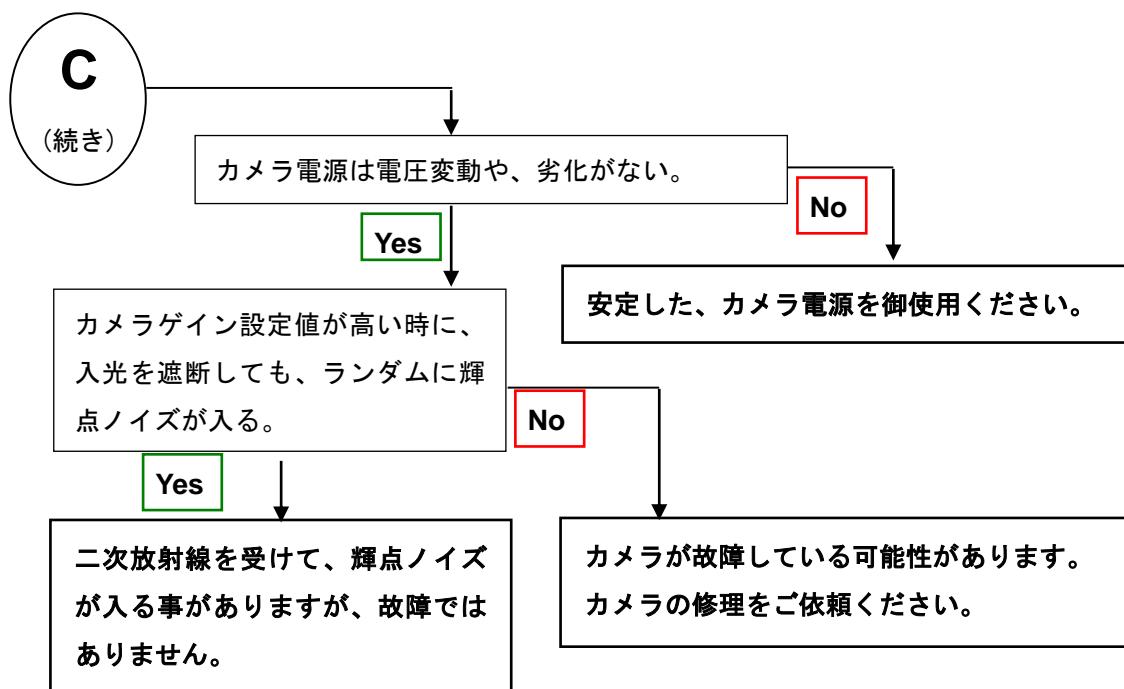 C
（続き）
カメラ電源は電圧変動や、劣化がない。
No
Yes
安定した、カメラ電源を御使用ください。
カメラゲイン設定値が高い時に、
入光を遮断しても、ランダムに輝
点ノイズが入る。
No
Yes
二次放射線を受けて、輝点ノイズ
が入る事がありますが、故障では
ありません。
カメラが故障している可能性があります。
カメラの修理をご依頼ください。